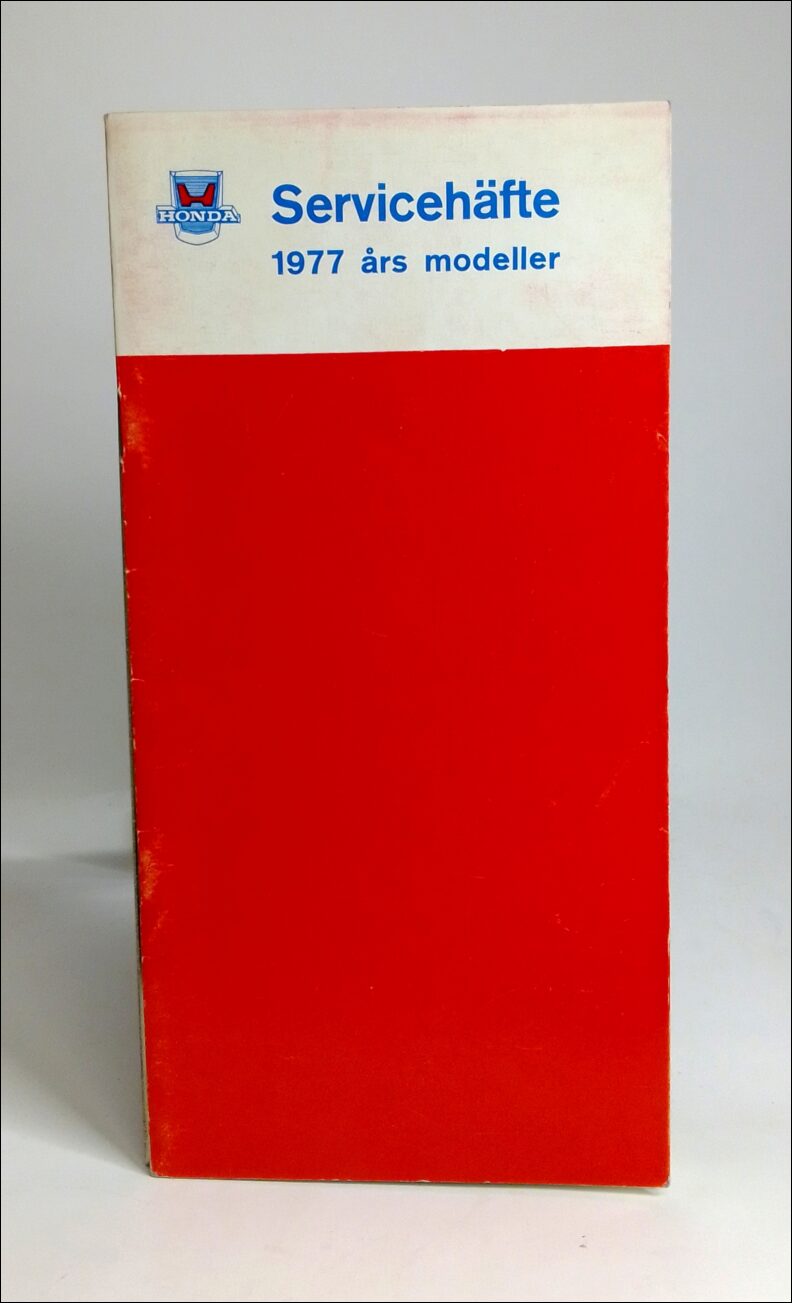 HONDA
Servicehäfte
1977 års modeller